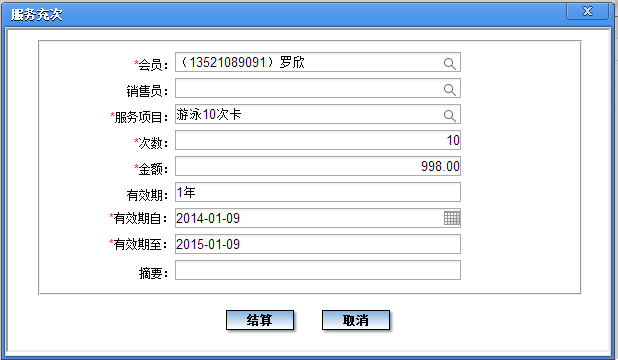 服务充次 X
*会员：（13521089091）罗欣
销售员：
*服务项目：游泳10次卡
*次数：10
*金额：998.00
有效期：1年
*有效期自：2014-01-09
*有效期至：2015-01-09
摘要：
结算 取消